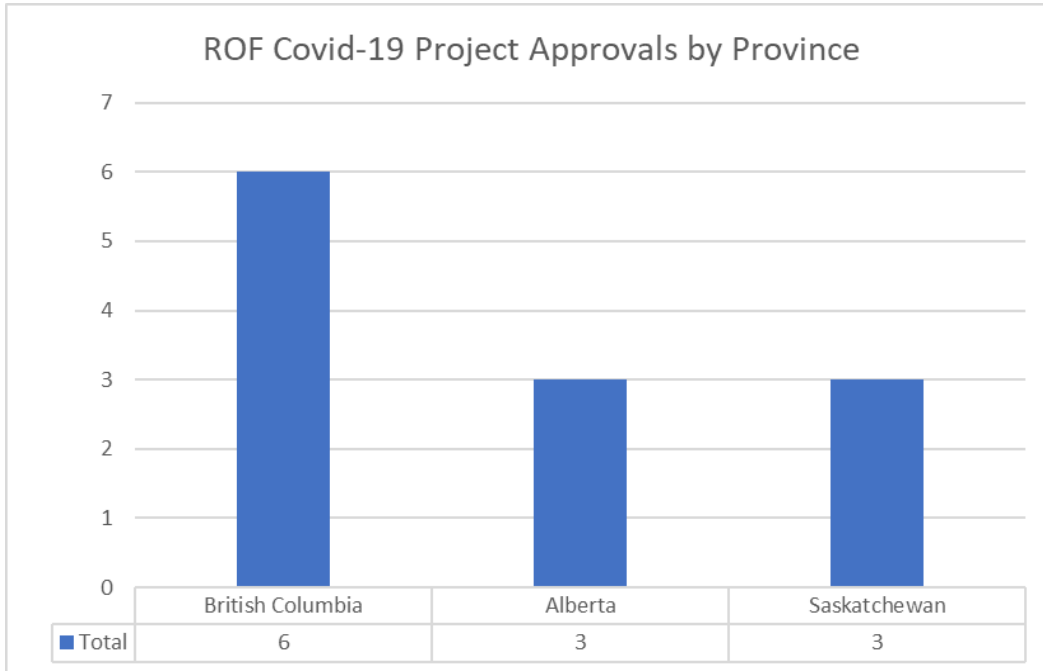 ROF Covid-19 Project Approvals by Province
7
6
5
4
3
2
1
0
British Columbia Alberta Saskatchewan
Total 6 3 3